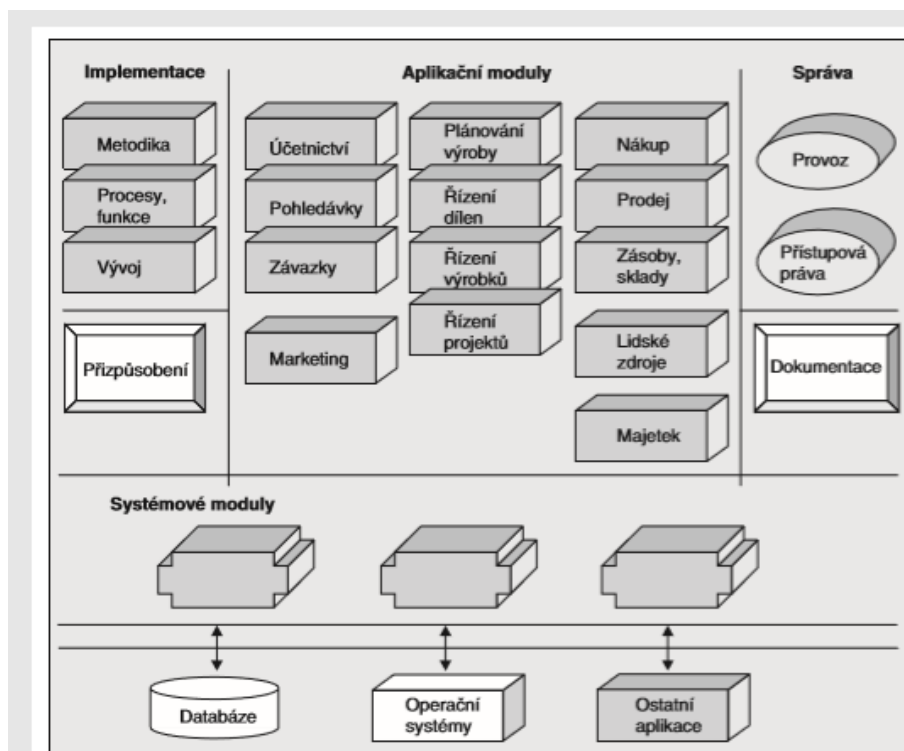 Implementace
Aplikační moduly
Správa
Metodika
Procesy,
funkce
Vývoj
Přizpůsobení
Účetnictví
Pohledávky
Závazky
Marketing
Plánování
výroby
Řízení
dílen
Řízení
výrobků
Řízení
projektů
Nákup
Prodej
Zásoby,
sklady
Lidské
zdroje
Majetek
Provoz
Přístupová
práva
Dokumentace
Systémové moduly
Databáze
Operační
systémy
Ostatní
aplikace